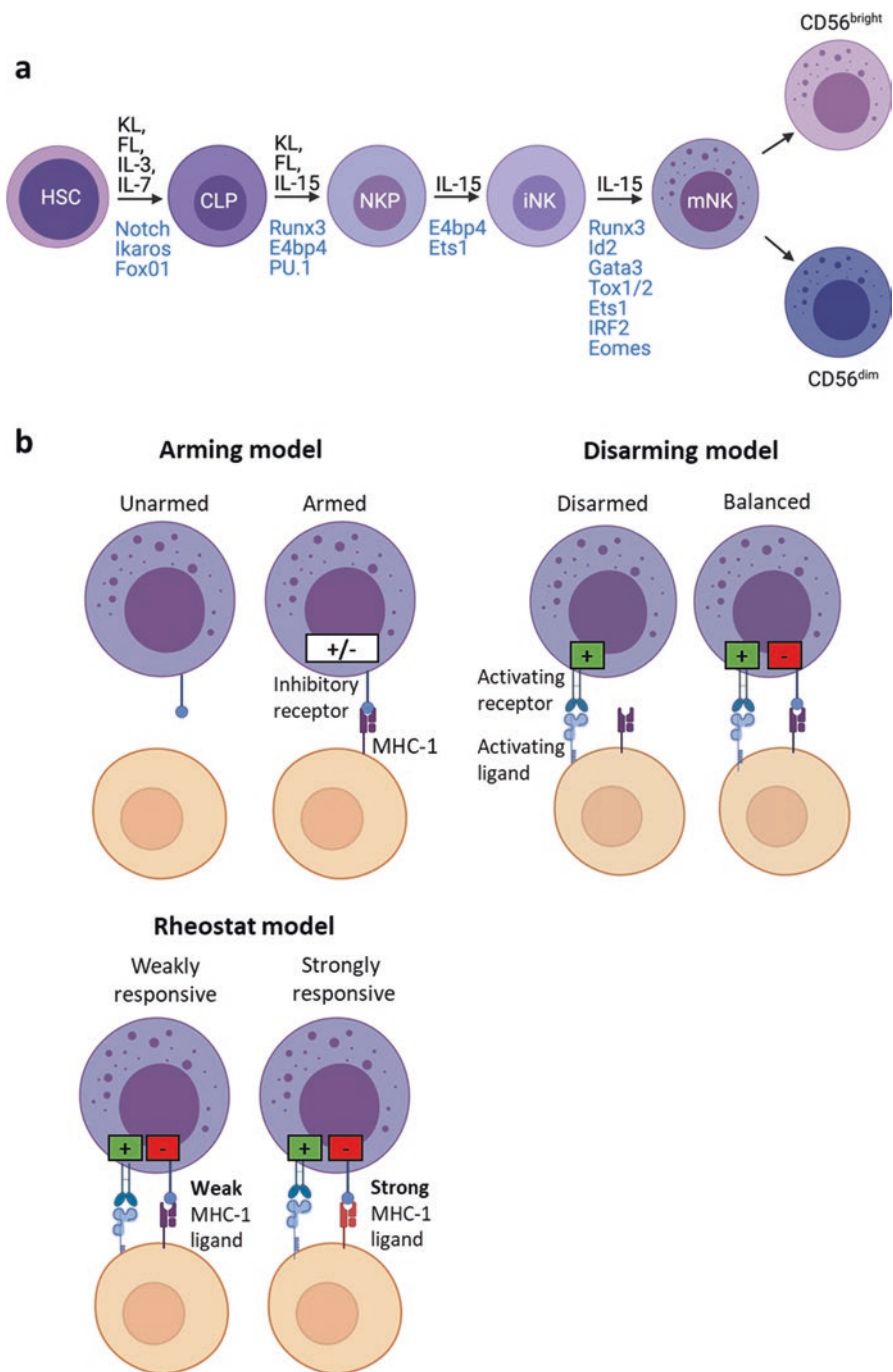 a
HSC
KL,
FL,
IL-3,
IL-7
Notch
Ikaros
Fox01
CLP
KL,
FL,
IL-15
Runx3
E4bp4
PU.1
NKP
IL-15
E4bp4
Ets1
iNK
IL-15
Runx3
Id2
Gata3
Tox1/2
Ets1
IRF2
Eomes
mNK
CD56bright
CD56dim
b
Arming model
Unarmed
Armed
+/-
Inhibitory
receptor
MHC-1
Disarming model
Disarmed
Balanced
+
+
-
Activating
receptor
Activating
ligand
Rheostat model
Weakly
responsive
Strongly
responsive
+
-
+
-
Weak
MHC-1
ligand
Strong
MHC-1
ligand